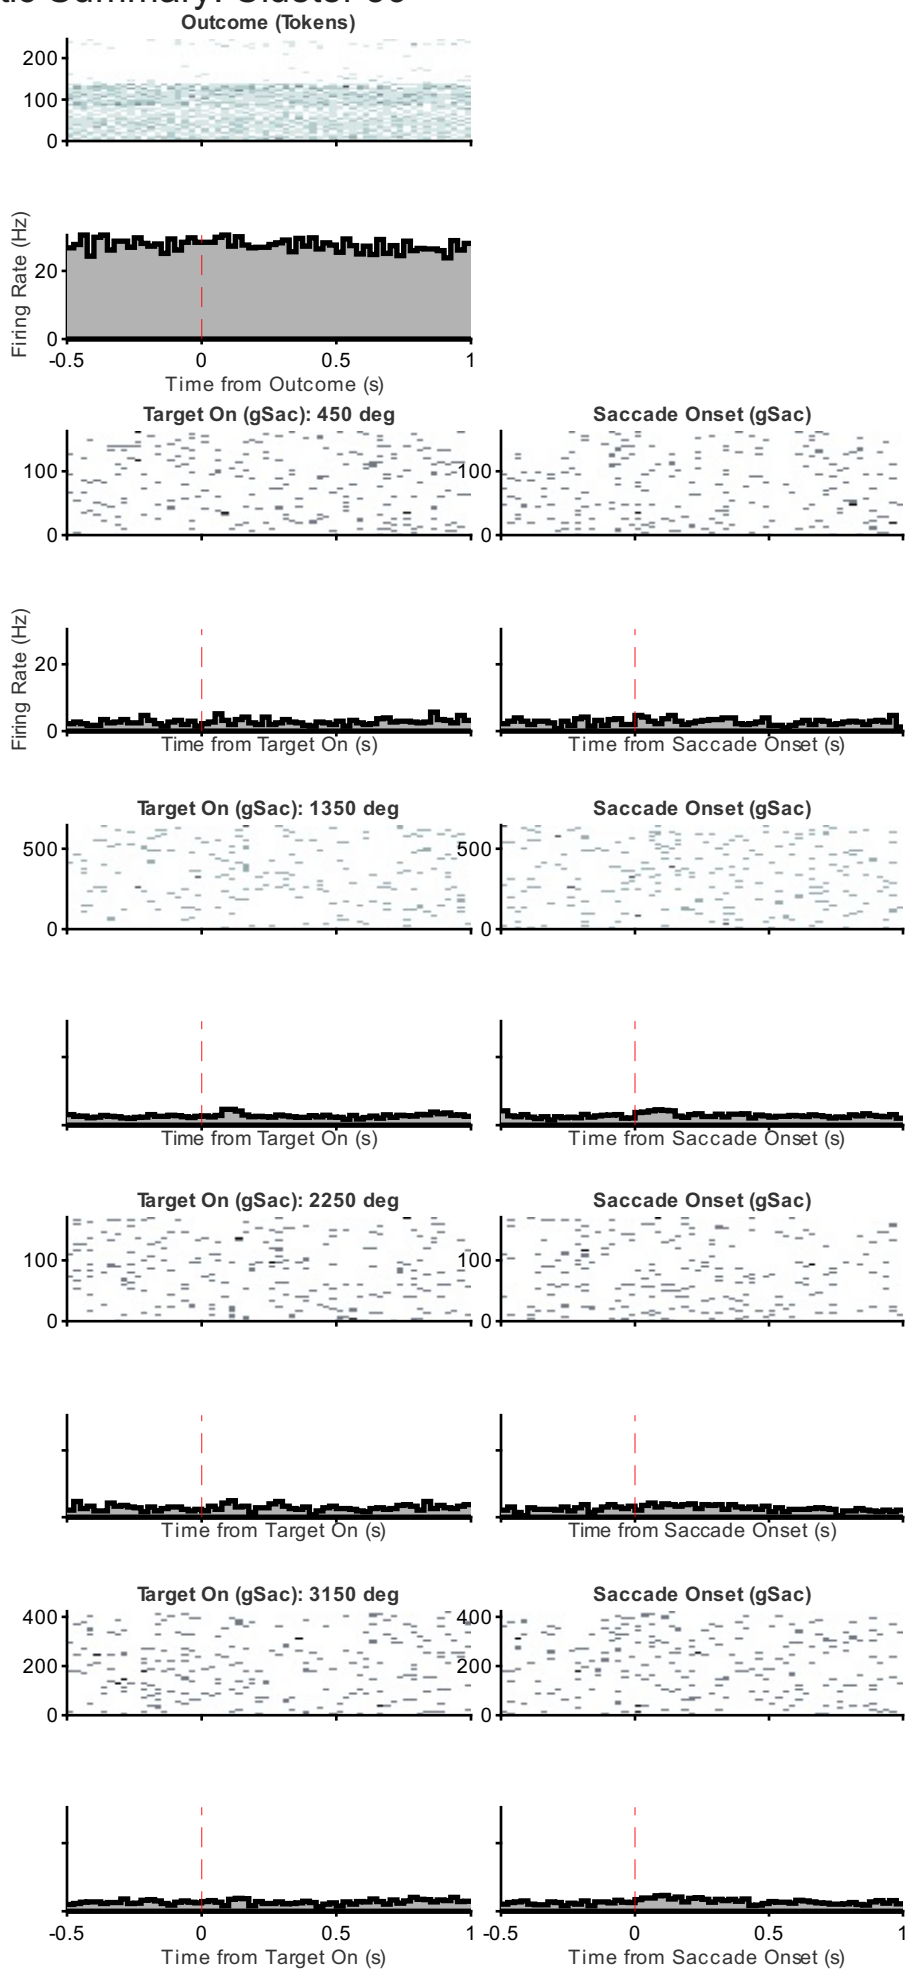 Summary: Cluster
Outcome (Tokens)
200
100
0
Firing Rate (Hz)
20
0
-0.5 0 0.5 1
Time from Outcome (s)
Target On (gSac): 450 deg
Saccade Onset (gSac)
100
0
100
0
Firing Rate (Hz)
20
0
Time from Target On (s)
Time from Saccade Onset (s)
Target On (gSac): 1350 deg
Saccade Onset (gSac)
500
0
500
0
Time from Target On (s)
Time from Saccade Onset (s)
Target On (gSac): 2250 deg
Saccade Onset (gSac)
100
0
100
0
Time from Target On (s)
Time from Saccade Onset (s)
Target On (gSac): 3150 deg
Saccade Onset (gSac)
400
200
0
400
200
0
-0.5 0 0.5 1
-0.5 0 0.5 1
Time from Target On (s)
Time from Saccade Onset (s)